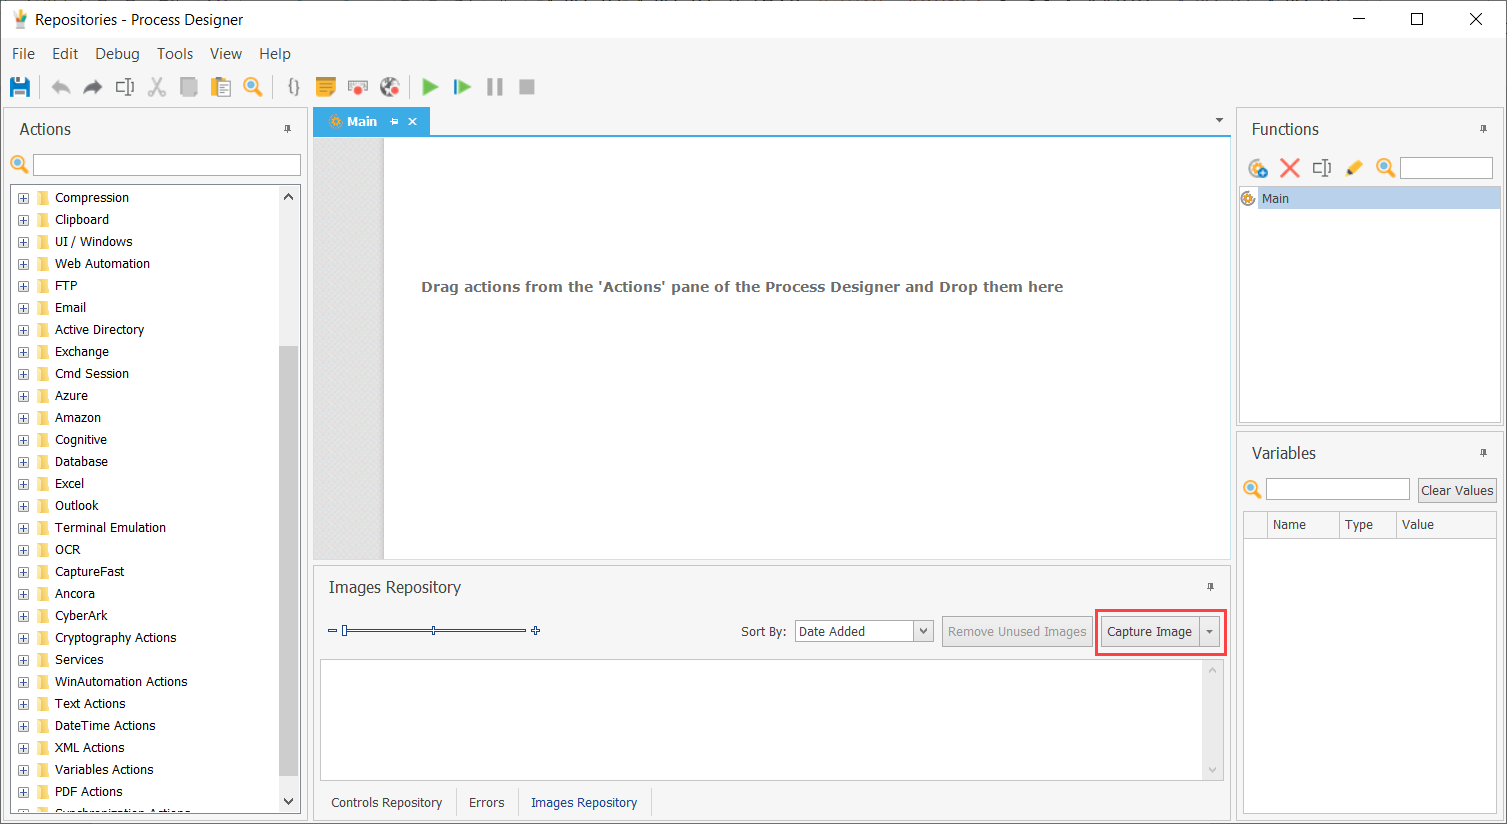 Repositories - Process Designer
File Edit Debug Tools View Help
Actions
Compression
Clipboard
UI / Windows
Web Automation
FTP
Email
Active Directory
Exchange
Cmd Session
Azure
Amazon
Cognitive
Database
Excel
Outlook
Terminal Emulation
OCR
CaptureFast
Ancora
CyberArk
Cryptography Actions
Services
WinAutomation Actions
Text Actions
DateTime Actions
XML Actions
Variables Actions
PDF Actions
Synchronization Actions
Main
Drag actions from the 'Actions' pane of the Process Designer and Drop them here
Images Repository
Sort By: Date Added Remove Unused Images Capture Image
Controls Repository Errors Images Repository
Functions
Main
Variables
Clear Values
Name Type Value